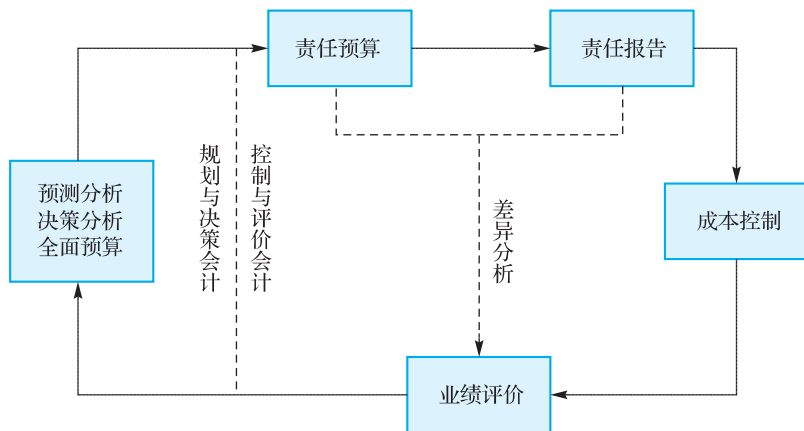 责任预算
责任报告
规划与决策会计
控制与评价会计
预测分析
决策分析
全面预算
差异分析
成本控制
业绩评价